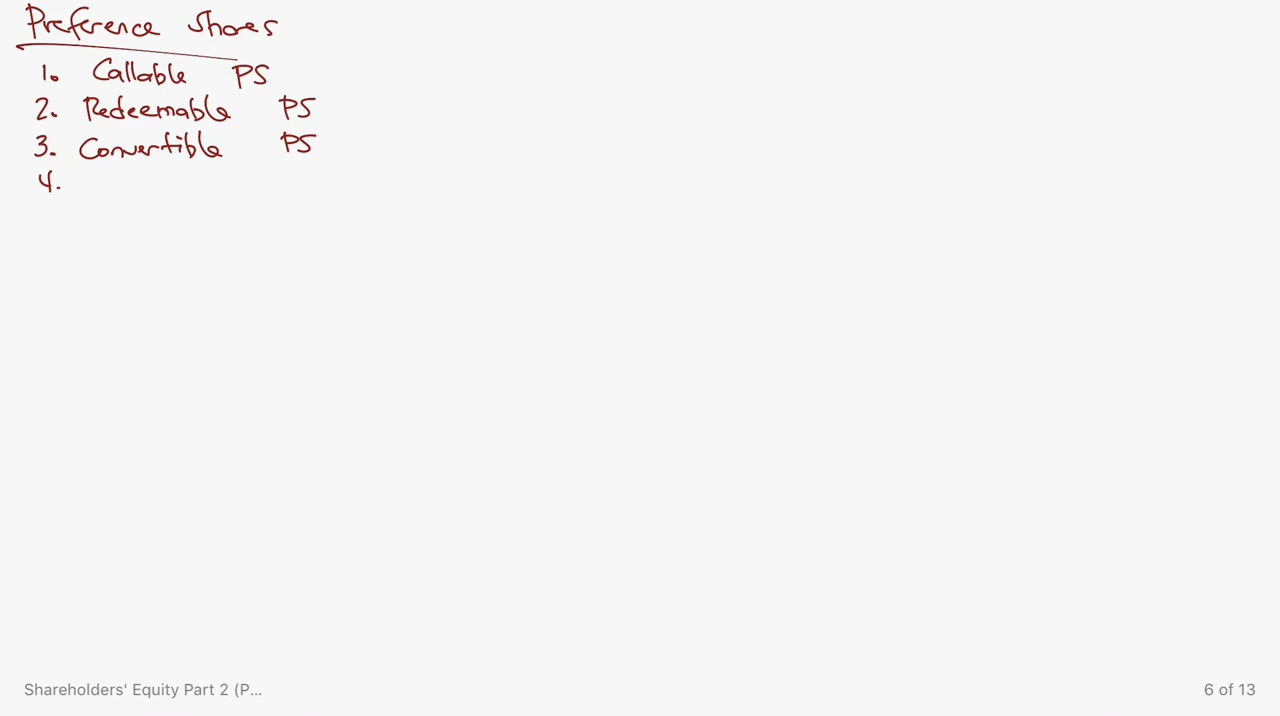 Preference Shares
1. Callable PS
2. Redeemable PS
3. Convertible PS
4.
Shareholders' Equity Part 2 (P...
6 of 13